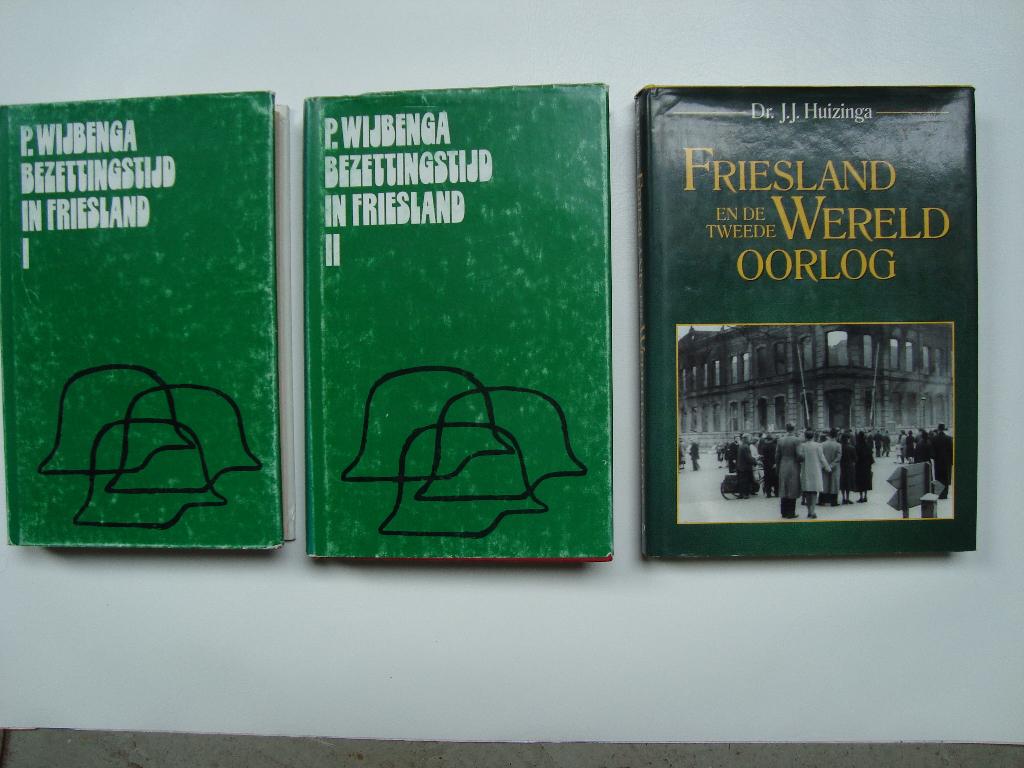 P. WIJBENGA
BEZETTINGSTIJD
IN FRIESLAND
I
P. WIJBENGA
BEZETTINGSTIJD
IN FRIESLAND
II
Dr. J.J. Huizinga
FRIESLAND
EN DE TWEEDE WERELD
OORLOG